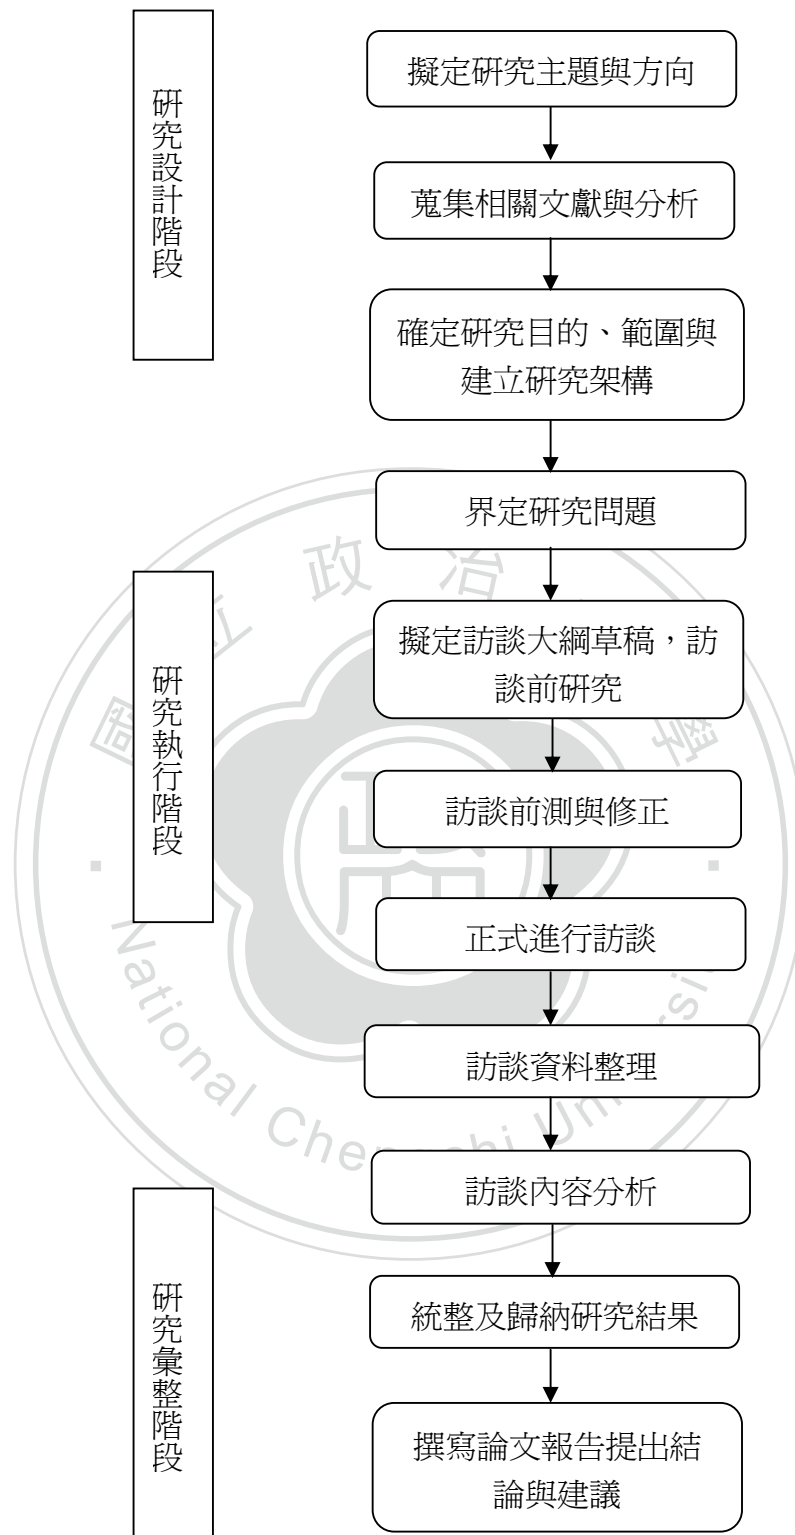 研究設計階段
擬定研究主題與方向
蒐集相關文獻與分析
確定研究目的、範圍與
建立研究架構
界定研究問題
研究執行階段
擬定訪談大綱草稿，訪
談前研究
訪談前測與修正
正式進行訪談
訪談資料整理
訪談內容分析
研究彙整階段
統整及歸納研究結果
撰寫論文報告提出結
論與建議
立 政 治 學
National Che